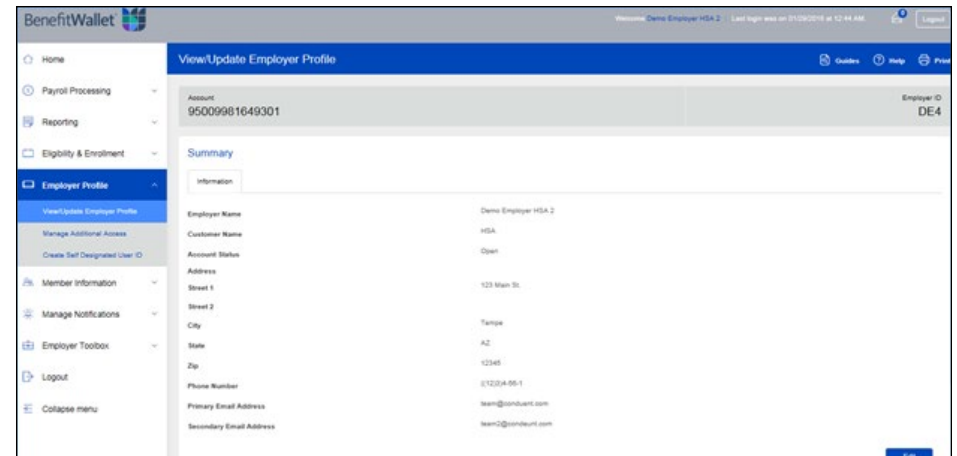 BenefitWallet
Welcome Demo Employer HSA 2 | Last login was on 01/29/2018 at 12:44 AM.
0
Logout
Home
View/Update Employer Profile
Guides
Help
Print
Payroll Processing
Account
Employer ID
95009981649301
DE4
Reporting
Eligibility & Enrollment
Summary
Information
Employer Profile
View/Update Employer Profile
Employer Name Demo Employer HSA 2
Manage Additional Access
Customer Name HSA
Create Self Designated User ID
Account Status Open
Address
Member Information
Street 1 123 Main St.
Street 2
Manage Notifications
City Tampa
Employer Toolbox
State AZ
Zip 12345
Logout
Phone Number
Primary Email Address team@conduent.com
Collapse menu
Secondary Email Address team2@conduent.com
Edit